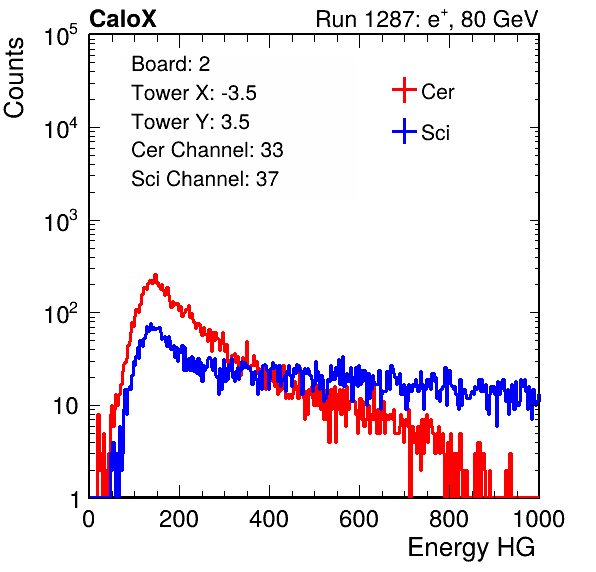 CaloX Run 1287: e⁺, 80 GeV
Counts
10⁵
10⁴
10³
10²
10
1
Board: 2
Tower X: -3.5
Tower Y: 3.5
Cer Channel: 33
Sci Channel: 37
Cer
Sci
0 200 400 600 800 1000
Energy HG